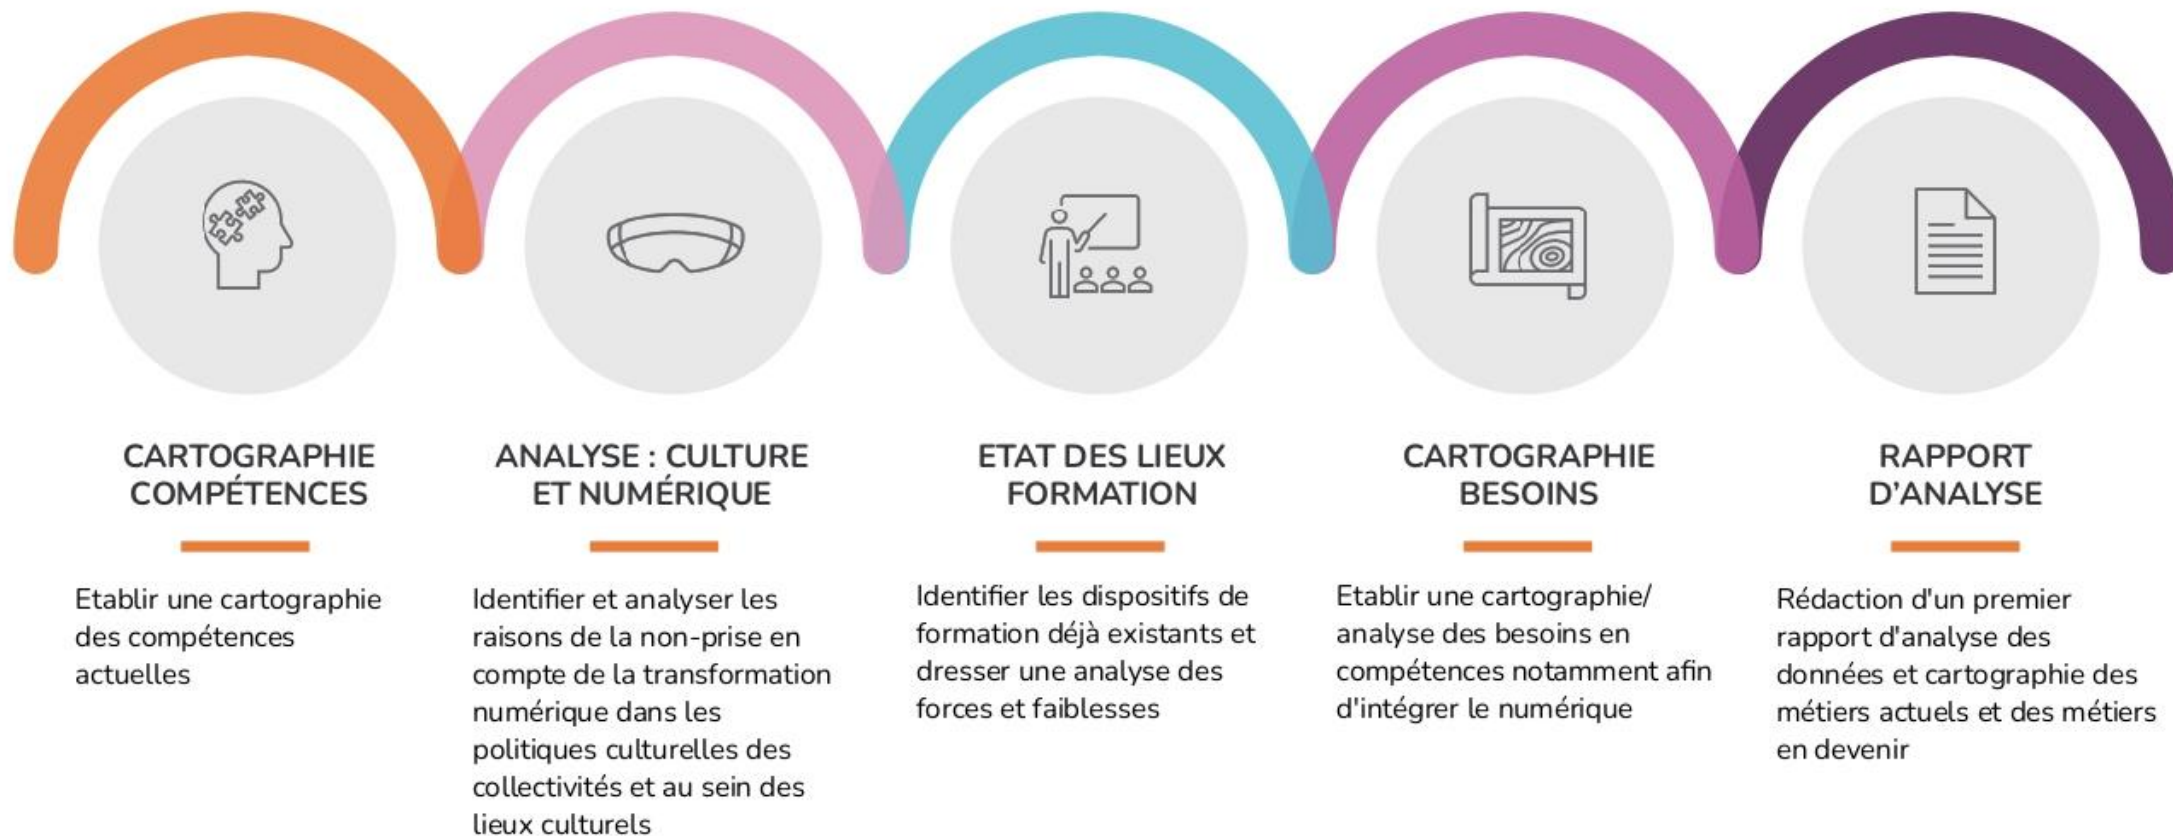 CARTOGRAPHIE
COMPÉTENCES
Etablir une cartographie
des compétences
actuelles
ANALYSE : CULTURE
ET NUMÉRIQUE
Identifier et analyser les
raisons de la non-prise en
compte de la transformation
numérique dans les
politiques culturelles des
collectivités et au sein des
lieux culturels
ETAT DES LIEUX
FORMATION
Identifier les dispositifs de
formation déjà existants et
dresser une analyse des
forces et faiblesses
CARTOGRAPHIE
BESOINS
Etablir une cartographie/
analyse des besoins en
compétences notamment afin
d'intégrer le numérique
RAPPORT
D’ANALYSE
Rédaction d'un premier
rapport d'analyse des
données et cartographie des
métiers actuels et des métiers
en devenir